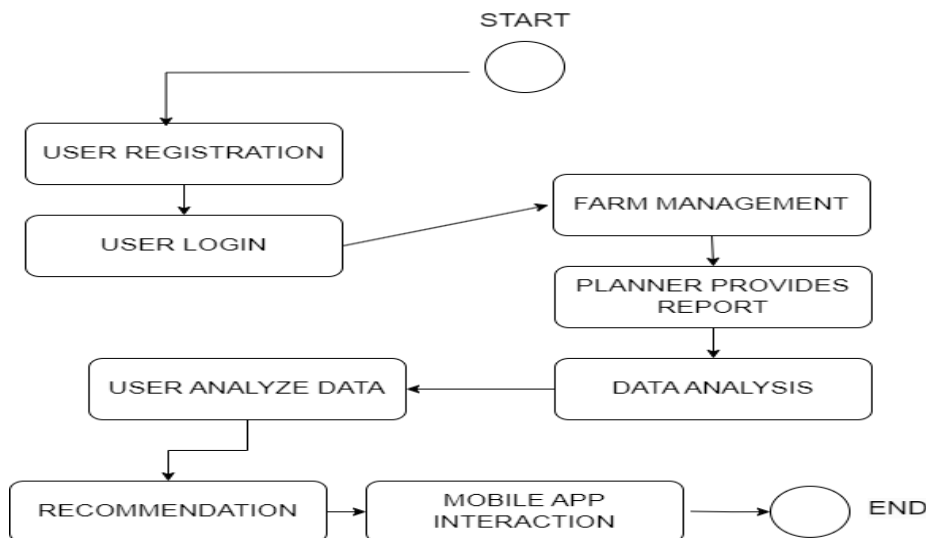 START
USER REGISTRATION
USER LOGIN
FARM MANAGEMENT
PLANNER PROVIDES
REPORT
DATA ANALYSIS
USER ANALYZE DATA
RECOMMENDATION
MOBILE APP
INTERACTION
END